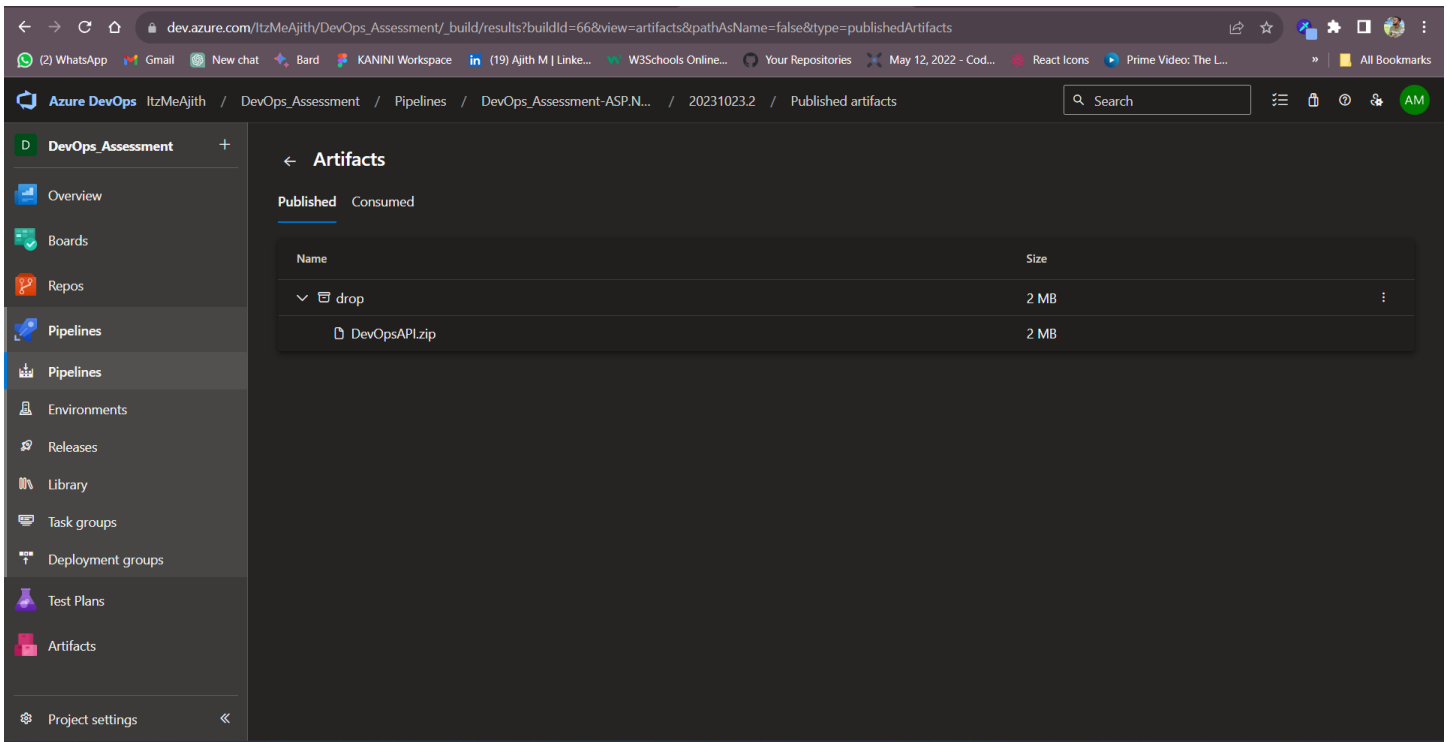 dev.azure.com/ItzMeAjith/DevOps_Assessment/_build/results?buildId=66&view=artifacts&pathAsName=false&type=publishedArtifacts
(2) WhatsApp Gmail New chat Bard KANINI Workspace in (19) Ajith M | Linke... W3Schools Online... Your Repositories May 12, 2022 - Cod... React Icons Prime Video: The L... » All Bookmarks
Azure DevOps ItzMeAjith / DevOps_Assessment / Pipelines / DevOps_Assessment-ASP.N... / 20231023.2 / Published artifacts Search AM
D DevOps_Assessment +
Artifacts
Overview
Published Consumed
Boards
Name Size
Repos
drop 2 MB
Pipelines
DevOpsAPI.zip 2 MB
Pipelines
Environments
Releases
Library
Task groups
Deployment groups
Test Plans
Artifacts
Project settings «